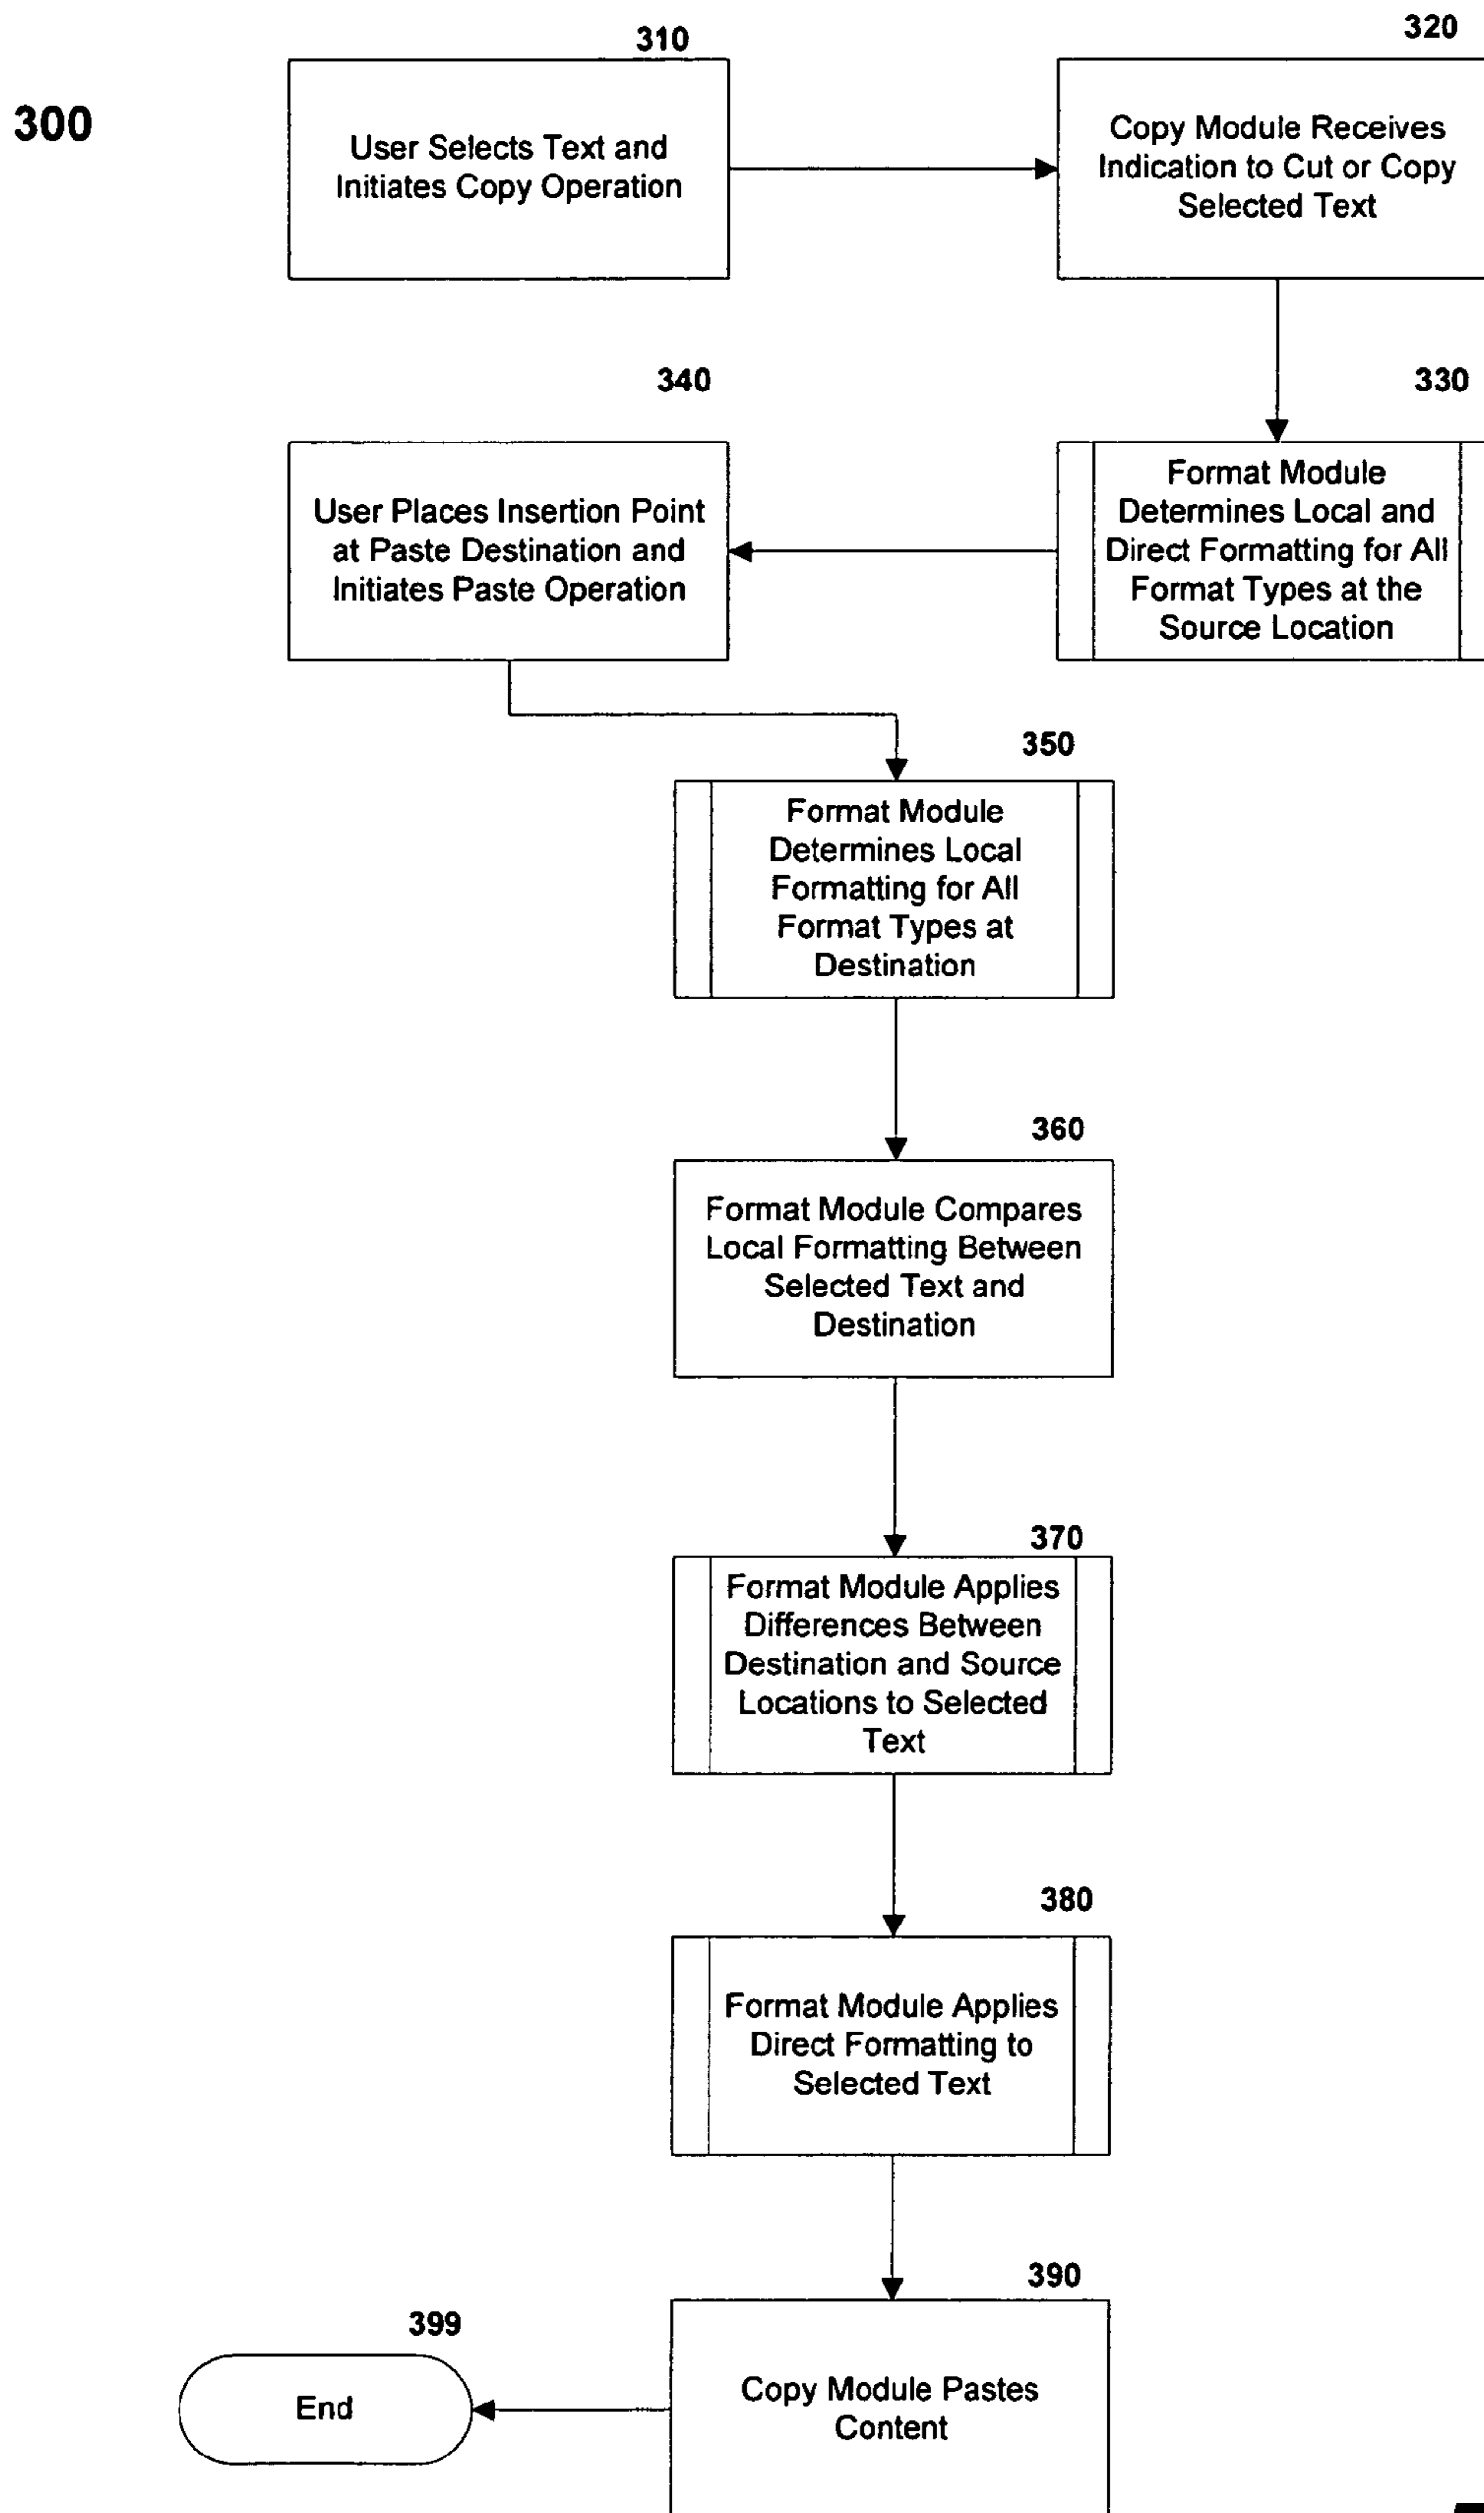 300
310
User Selects Text and
Initiates Copy Operation
320
Copy Module Receives
Indication to Cut or Copy
Selected Text
330
Format Module
Determines Local and
Direct Formatting for All
Format Types at the
Source Location
340
User Places Insertion Point
at Paste Destination and
Initiates Paste Operation
350
Format Module
Determines Local
Formatting for All
Format Types at
Destination
360
Format Module Compares
Local Formatting Between
Selected Text and
Destination
370
Format Module Applies
Differences Between
Destination and Source
Locations to Selected
Text
380
Format Module Applies
Direct Formatting to
Selected Text
390
Copy Module Pastes
Content
399
End